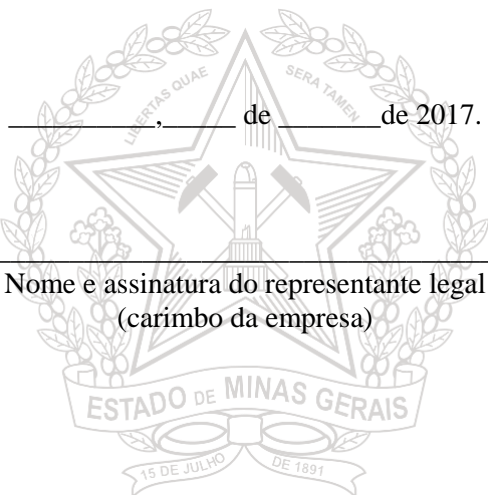 LIBERTAS QUAE SERA TAMEN
___________,_____ de _______de 2017.
Nome e assinatura do representante legal
(carimbo da empresa)
ESTADO DE MINAS GERAIS
15 DE JULHO DE 1891